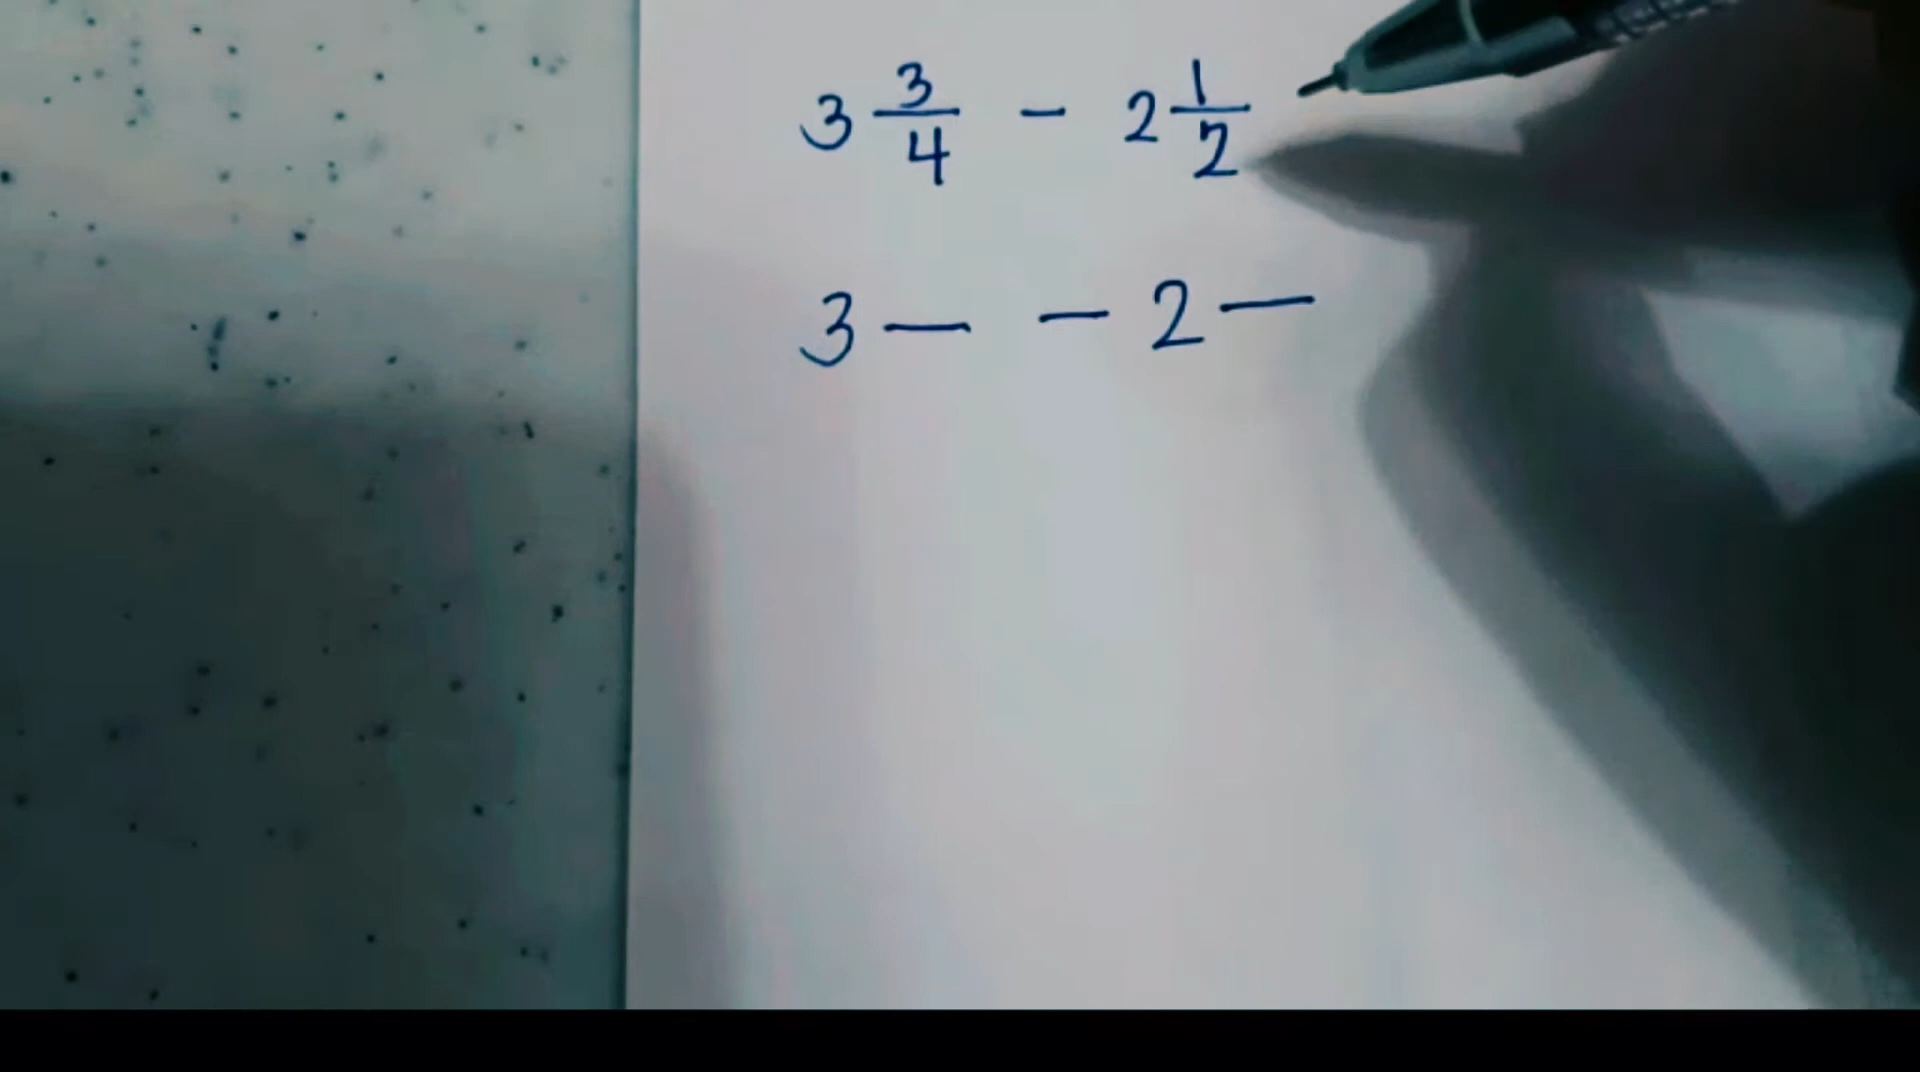 3 3/4 - 2 1/2
3 — - 2 —